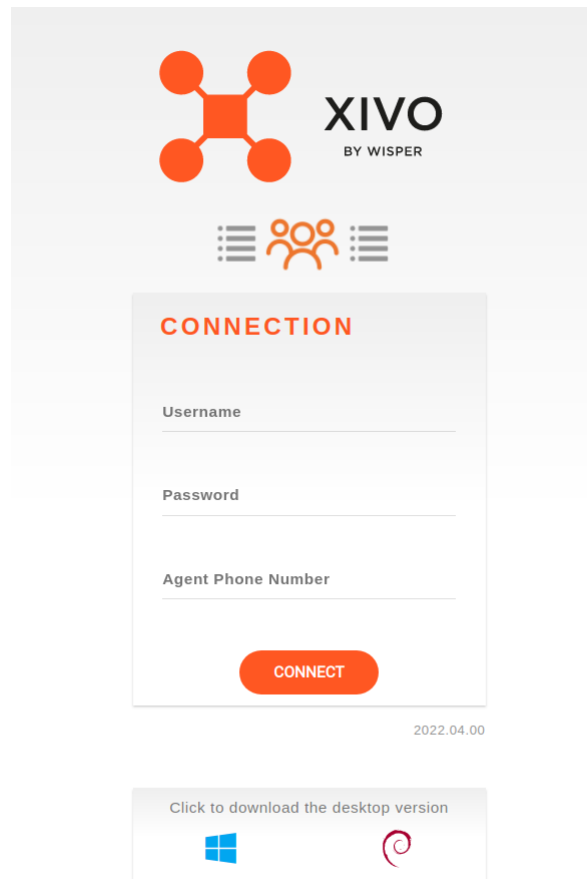 XIVO
BY WISPER
CONNECTION
Username
Password
Agent Phone Number
CONNECT
2022.04.00
Click to download the desktop version